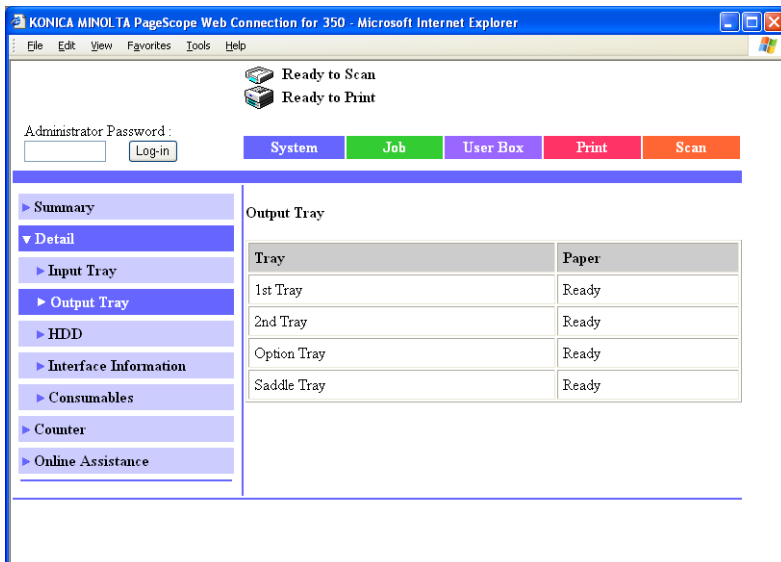 KONICA MINOLTA PageScope Web Connection for 350 - Microsoft Internet Explorer
File Edit View Favorites Tools Help
Ready to Scan
Ready to Print
Administrator Password :
Log-in
System Job User Box Print Scan
Summary
Detail
Input Tray
Output Tray
HDD
Interface Information
Consumables
Counter
Online Assistance
Output Tray
Tray Paper
1st Tray Ready
2nd Tray Ready
Option Tray Ready
Saddle Tray Ready